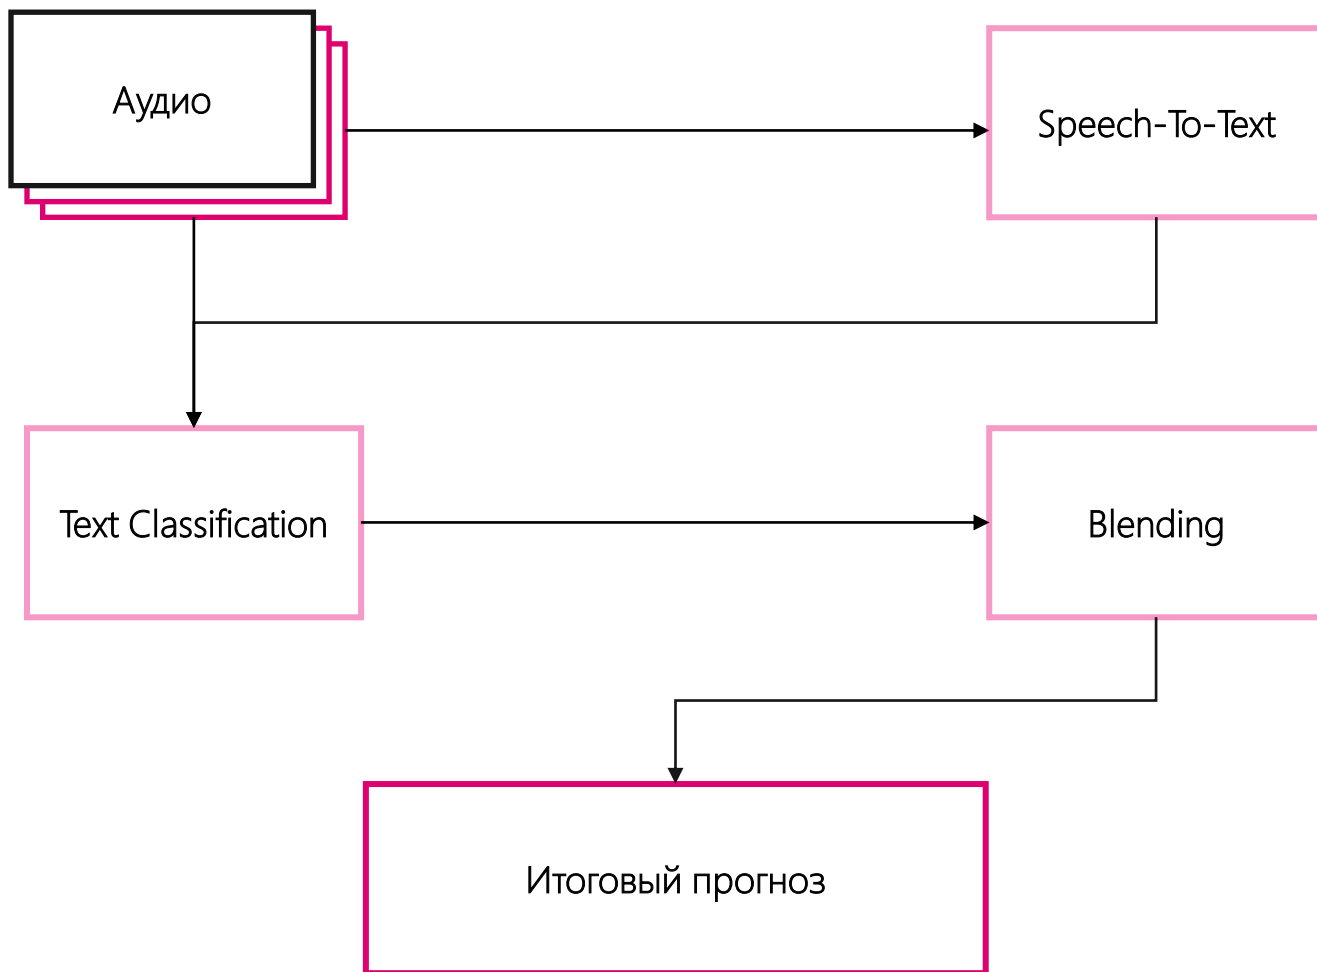 Аудио
Speech-To-Text
Text Classification
Blending
Итоговый прогноз